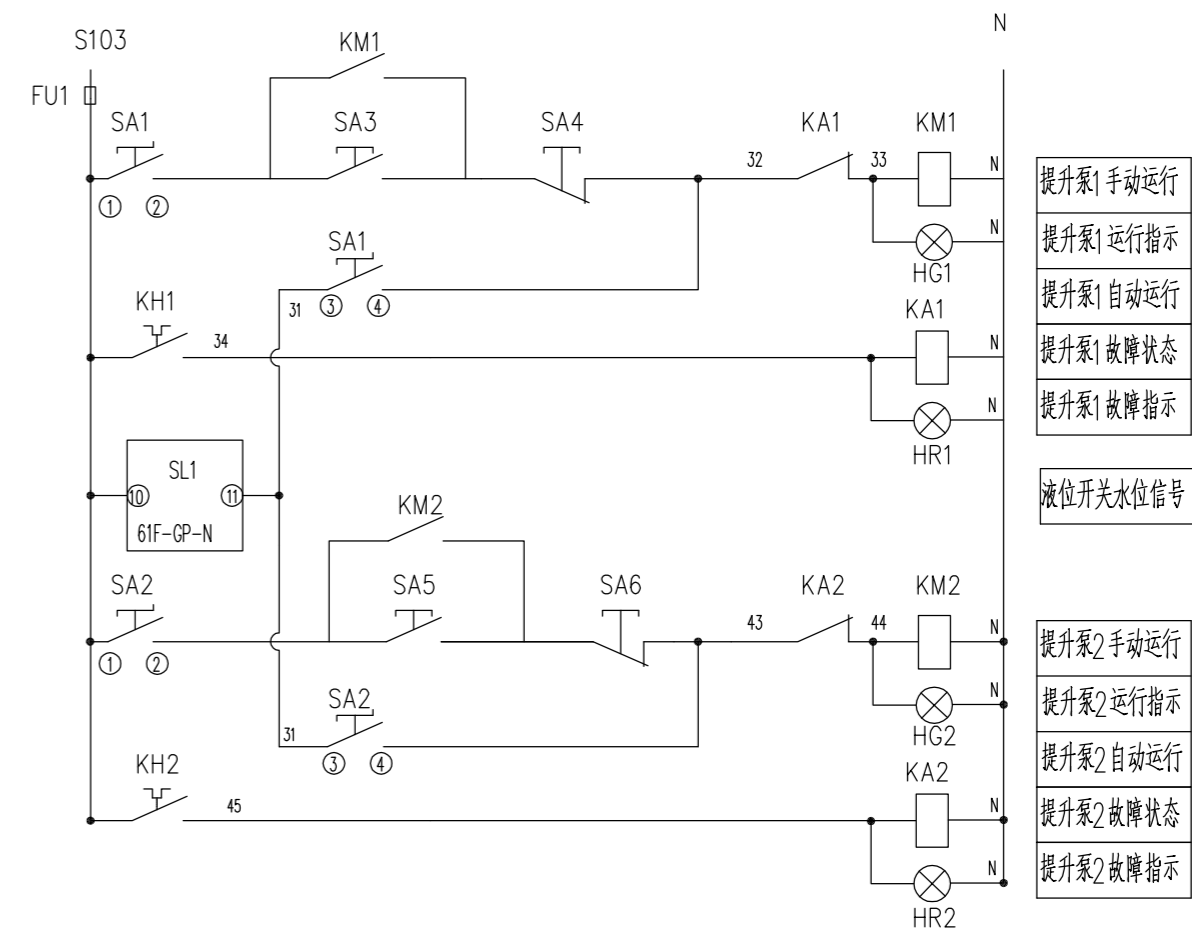 S103
N
KM1
FU1
SA1
SA3
SA4
KA1
KM1
32
33
N
① ②
N
HG1
SA1
31
③ ④
KH1
34
KA1
N
N
HR1
SL1
⑩ ⑪
61F-GP-N
KM2
SA2
SA5
SA6
KA2
KM2
43
44
N
① ②
N
HG2
SA2
31
③ ④
KH2
45
KA2
N
N
HR2
提升泵1手动运行
提升泵1运行指示
提升泵1自动运行
提升泵1故障状态
提升泵1故障指示
液位开关水位信号
提升泵2手动运行
提升泵2运行指示
提升泵2自动运行
提升泵2故障状态
提升泵2故障指示